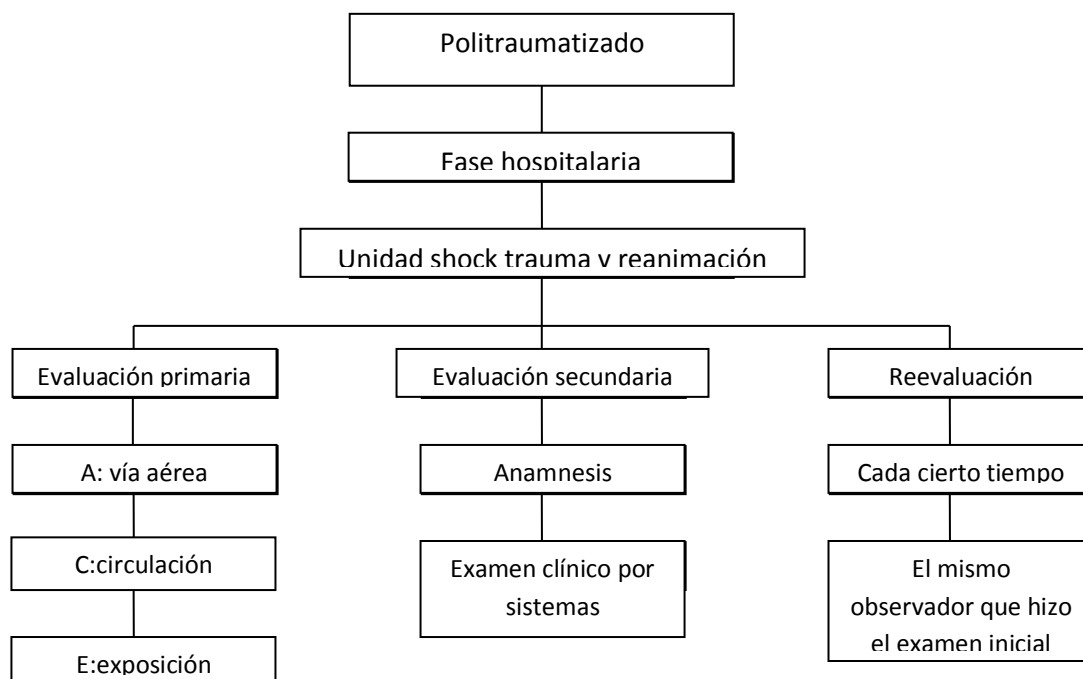 Politraumatizado
Fase hospitalaria
Unidad shock trauma y reanimación
Evaluación primaria
Evaluación secundaria
Reevaluación
A: vía aérea
Anamnesis
Cada cierto tiempo
C:circulación
Examen clínico por
sistemas
El mismo
observador que hizo
el examen inicial
E:exposición